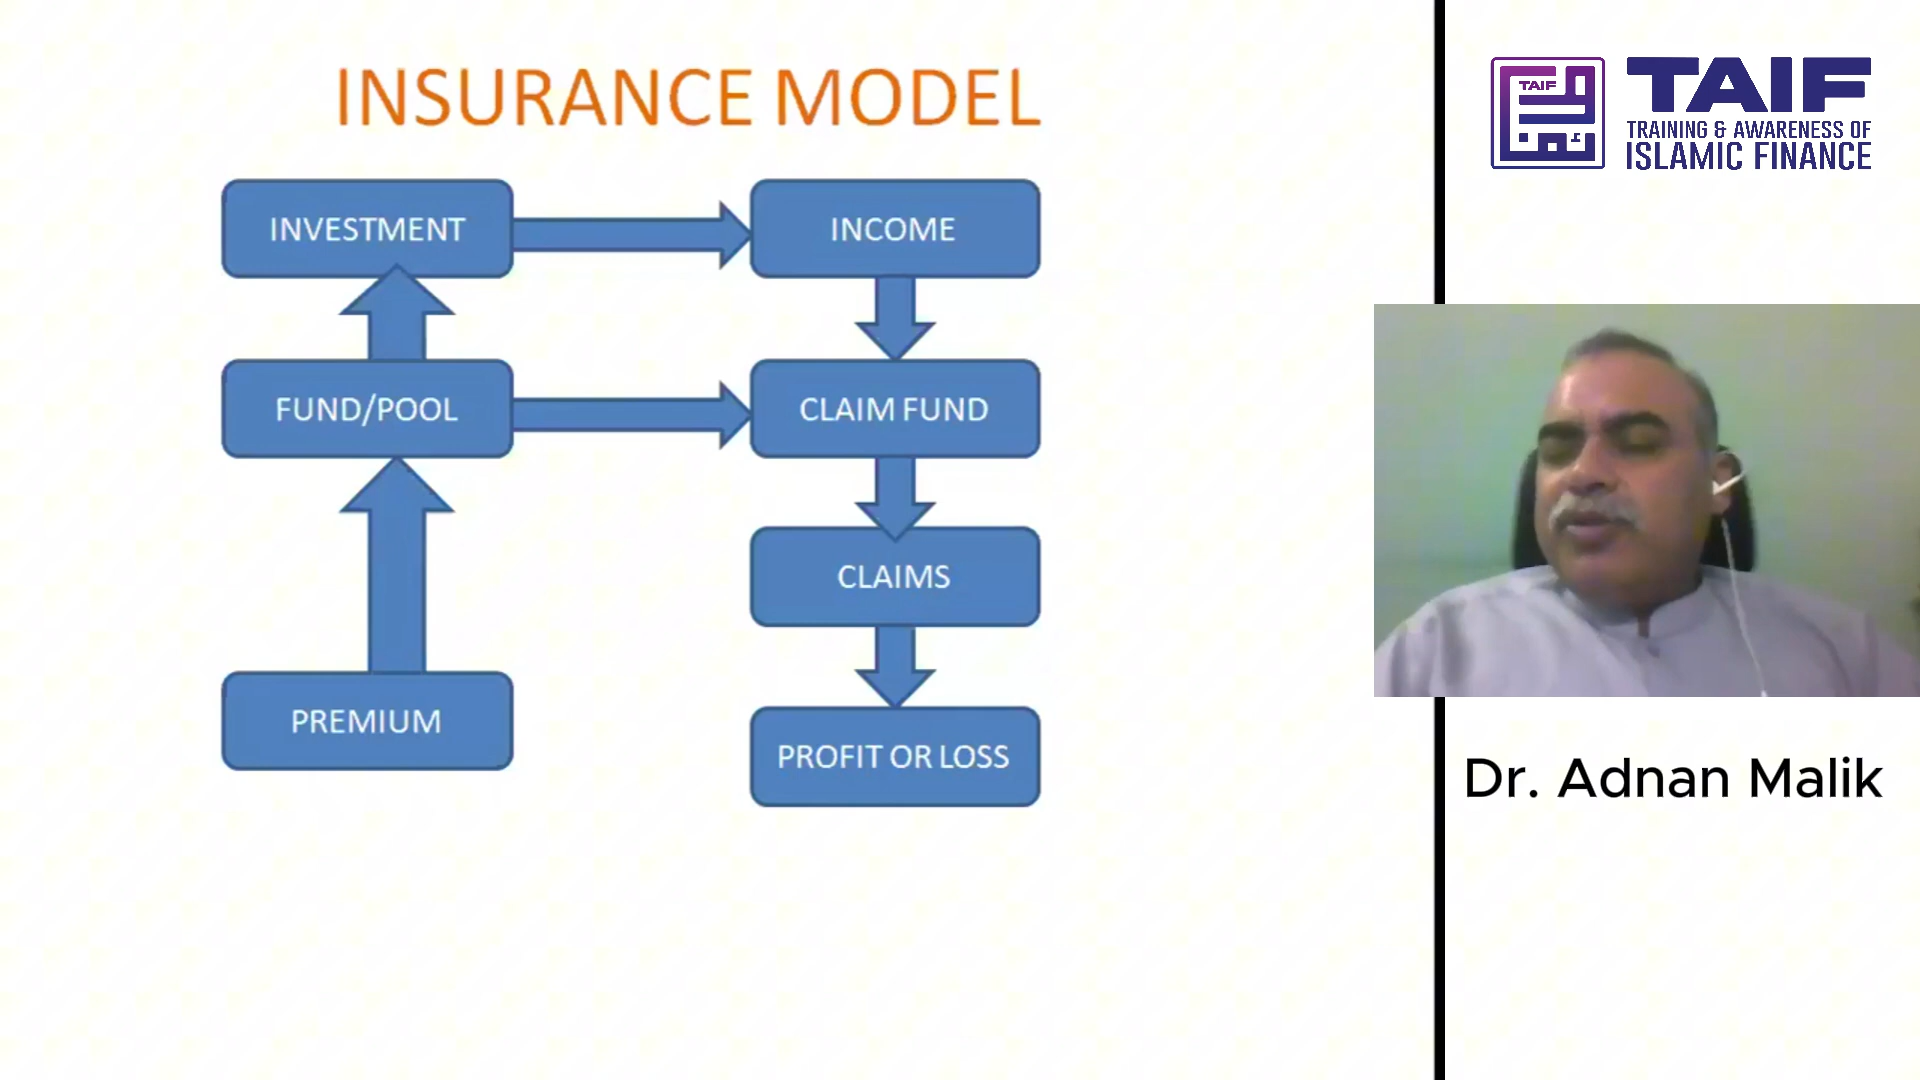 INSURANCE MODEL
INVESTMENT
INCOME
FUND/POOL
CLAIM FUND
CLAIMS
PREMIUM
PROFIT OR LOSS
TAIF
TAIF
TRAINING & AWARENESS OF
ISLAMIC FINANCE
Dr. Adnan Malik